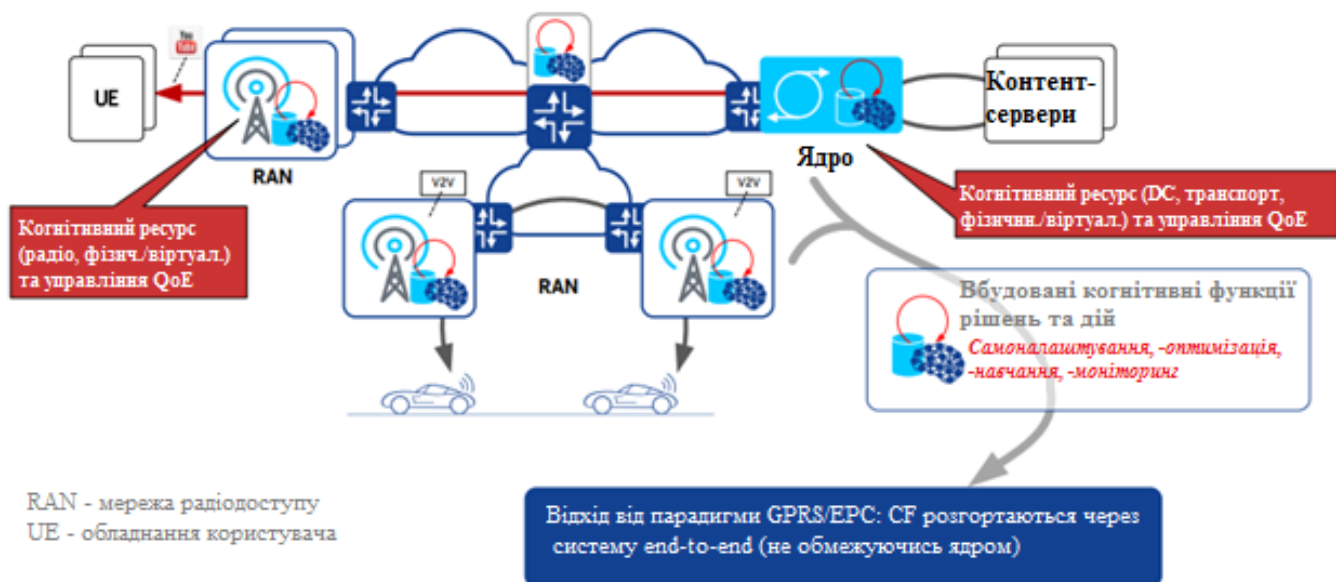 You
Tube
UE
RAN
Ядро
Контент-
сервери
V2V
V2V
RAN
Когнітивний ресурс
(радіо, фізич./віртуал.)
та управління QoE
Когнітивний ресурс (DC, транспорт,
фізичнн./віртуал.) та управління QoE
Вбудовані когнітивні функції
рішень та дій
Самоналаштування, -оптимізація,
-навчання, -моніторинг
RAN - мережа радіодоступу
UE - обладнання користувача
Відхід від парадигми GPRS/EPC: CF розгортаються через
систему end-to-end (не обмежуючись ядром)